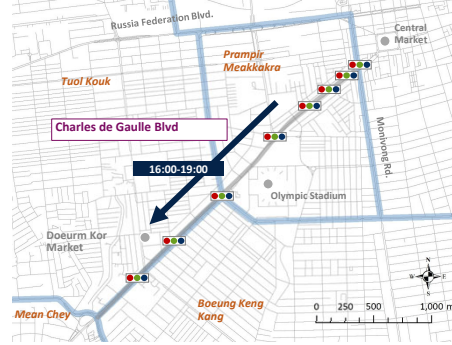 Russia Federation Blvd.
Central
Market
Prampir
Meakkakra
Tuol Kouk
Charles de Gaulle Blvd
Monivong Rd.
16:00-19:00
Olympic Stadium
Doeurm Kor
Market
N
W
E
S
Boeung Keng
Kang
Mean Chey
0 250 500 1,000 m